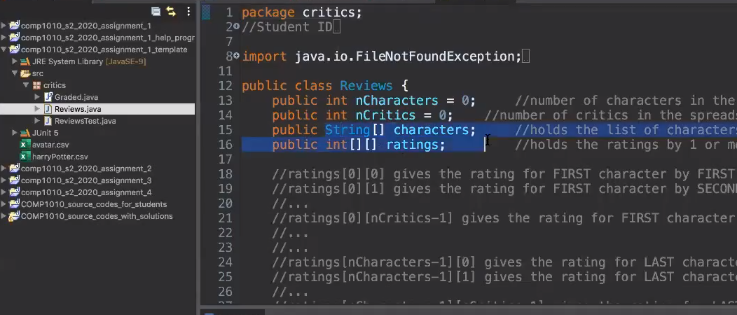 comp1010_s2_2020_assignment_1
comp1010_s2_2020_assignment_1_help_progr
comp1010_s2_2020_assignment_1_template
JRE System Library [JavaSE-9]
src
critics
Graded.java
Reviews.java
ReviewsTest.java
JUnit 5
avatar.csv
harryPotter.csv
comp1010_s2_2020_assignment_2
comp1010_s2_2020_assignment_3
comp1010_s2_2020_assignment_4
COMP1010_source_codes_for_students
COMP1010_source_codes_with_solutions
1 package critics;
2 //Student ID
7
8 import java.io.FileNotFoundException;
11
12 public class Reviews {
13 public int nCharacters = 0; //number of characters in the
14 public int nCritics = 0; //number of critics in the spreads
15 public String[] characters; //holds the list of characters
16 public int[][] ratings; //holds the ratings by 1 or mo
17
18 //ratings[0][0] gives the rating for FIRST character by FIRST
19 //ratings[0][1] gives the rating for FIRST character by SECON
20 //...
21 //ratings[0][nCritics-1] gives the rating for FIRST character
22 //...
23 //...
24 //ratings[nCharacters-1][0] gives the rating for LAST characte
25 //ratings[nCharacters-1][1] gives the rating for LAST characte
26 //...